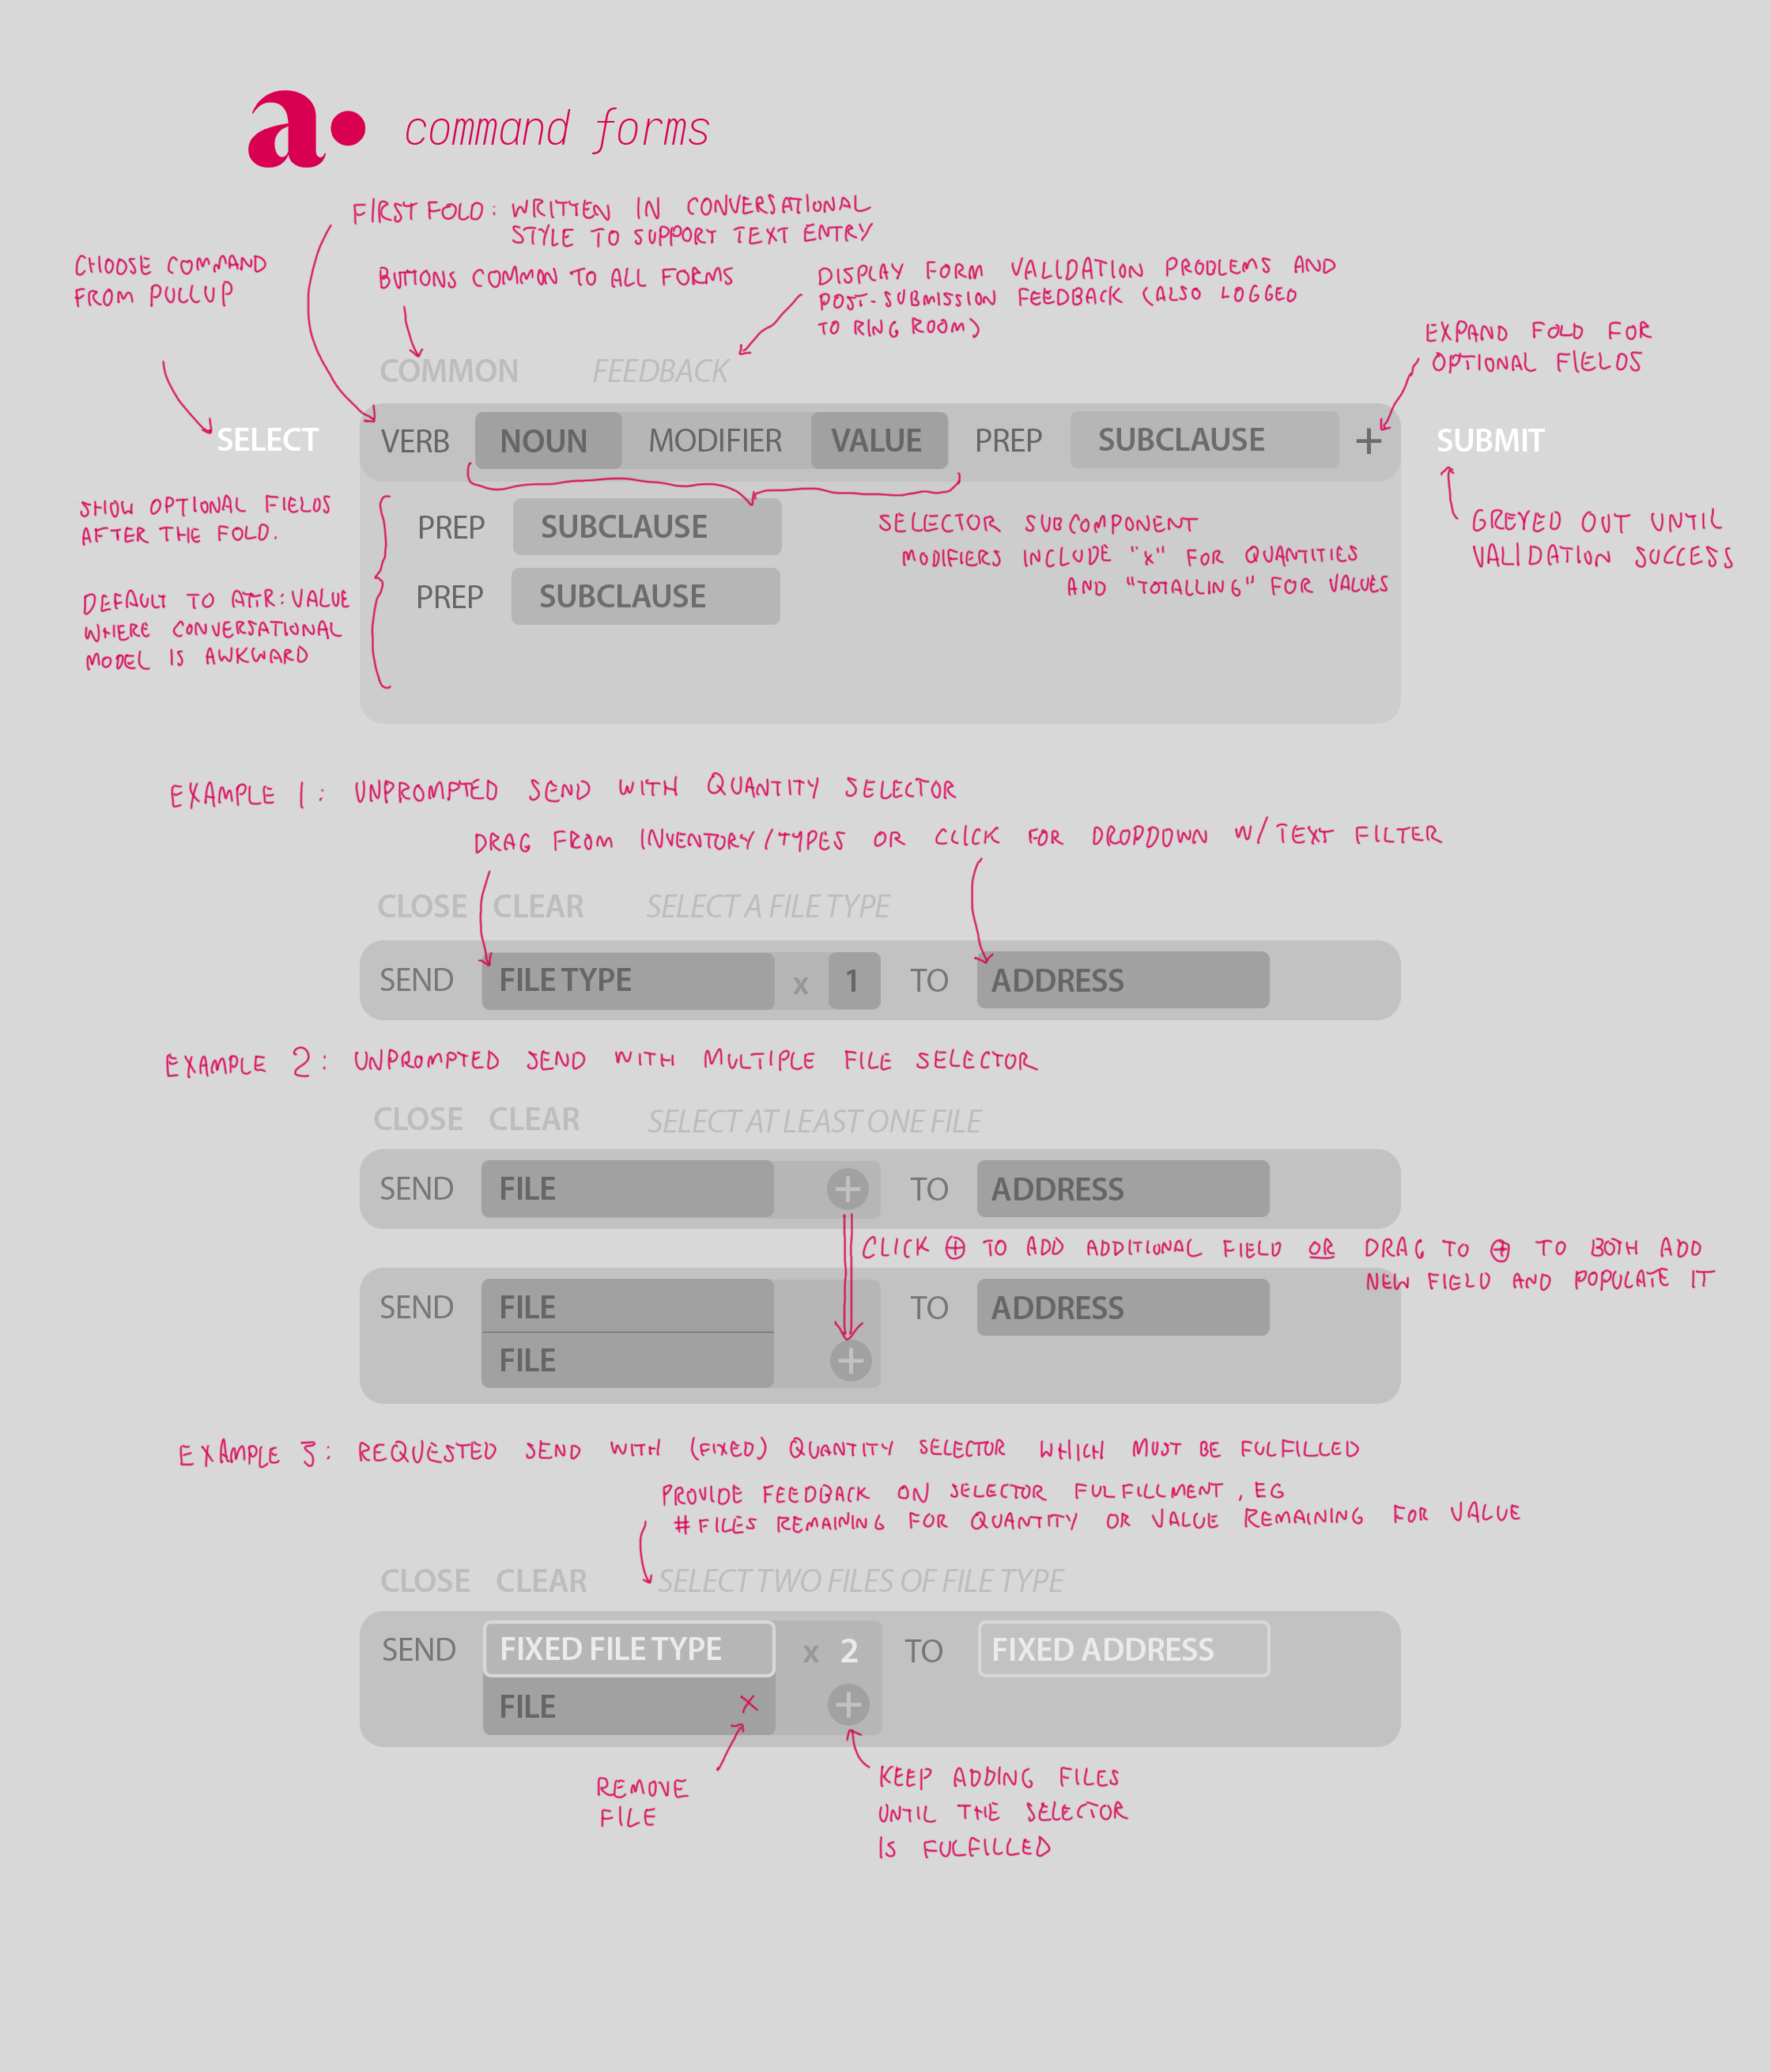 a. command forms
FIRST FOLD: WRITTEN IN CONVERSATIONAL
STYLE TO SUPPORT TEXT ENTRY
CHOOSE COMMAND
FROM PULLUP
BUTTONS COMMON TO ALL FORMS
DISPLAY FORM VALIDATION PROBLEMS AND
POST-SUBMISSION FEEDBACK (ALSO LOGGED
TO RING ROOM)
EXPAND FOLD FOR
OPTIONAL FIELDS
COMMON FEEDBACK
SELECT VERB NOUN MODIFIER VALUE PREP SUBCLAUSE + SUBMIT
SHOW OPTIONAL FIELDS
AFTER THE FOLD.
PREP SUBCLAUSE
SELECTOR SUBCOMPONENT
MODIFIERS INCLUDE "x" FOR QUANTITIES
AND "TOTALLING" FOR VALUES
GREYED OUT UNTIL
VALIDATION SUCCESS
DEFAULT TO ATTR:VALUE
WHERE CONVERSATIONAL
MODEL IS AWKWARD
PREP SUBCLAUSE
EXAMPLE 1: UNPROMPTED SEND WITH QUANTITY SELECTOR
DRAG FROM INVENTORY/TYPES OR CLICK FOR DROPDOWN W/ TEXT FILTER
CLOSE CLEAR SELECT A FILE TYPE
SEND FILE TYPE x 1 TO ADDRESS
EXAMPLE 2: UNPROMPTED SEND WITH MULTIPLE FILE SELECTOR
CLOSE CLEAR SELECT AT LEAST ONE FILE
SEND FILE + TO ADDRESS
CLICK ⊕ TO ADD ADDITIONAL FIELD OR DRAG TO ⊕ TO BOTH ADD
NEW FIELD AND POPULATE IT
SEND FILE TO ADDRESS
FILE +
EXAMPLE 3: REQUESTED SEND WITH (FIXED) QUANTITY SELECTOR WHICH MUST BE FULFILLED
PROVIDE FEEDBACK ON SELECTOR FULFILLMENT, EG
# FILES REMAINING FOR QUANTITY OR VALUE REMAINING FOR VALUE
CLOSE CLEAR SELECT TWO FILES OF FILE TYPE
SEND FIXED FILE TYPE x 2 TO FIXED ADDRESS
FILE x +
REMOVE
FILE
KEEP ADDING FILES
UNTIL THE SELECTOR
IS FULFILLED